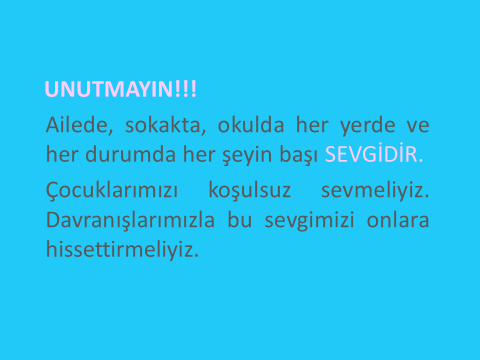 UNUTMAYIN!!!
Ailede, sokakta, okulda her yerde ve
her durumda her şeyin başı SEVGİDİR.
Çocuklarımızı koşulsuz sevmeliyiz.
Davranışlarımızla bu sevgimizi onlara
hissettirmeliyiz.